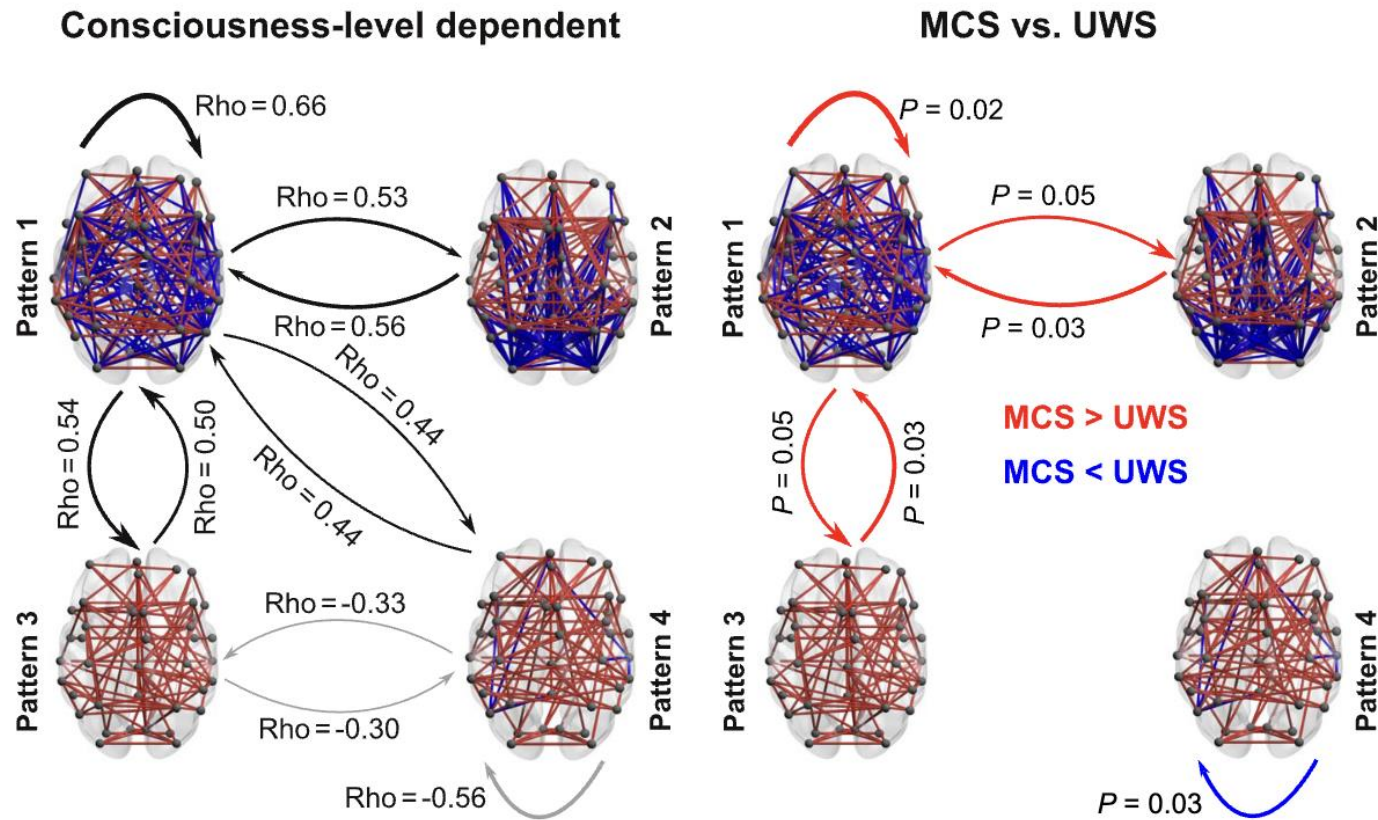 Consciousness-level dependent
MCS vs. UWS
Rho = 0.66
Rho = 0.53
Rho = 0.56
Pattern 1
Pattern 2
Rho = 0.44
Rho = 0.44
Rho = 0.54
Rho = 0.50
Pattern 3
Rho = -0.33
Rho = -0.30
Pattern 4
Rho = -0.56
P = 0.02
P = 0.05
P = 0.03
Pattern 1
Pattern 2
P = 0.05
P = 0.03
MCS > UWS
MCS < UWS
Pattern 3
Pattern 4
P = 0.03